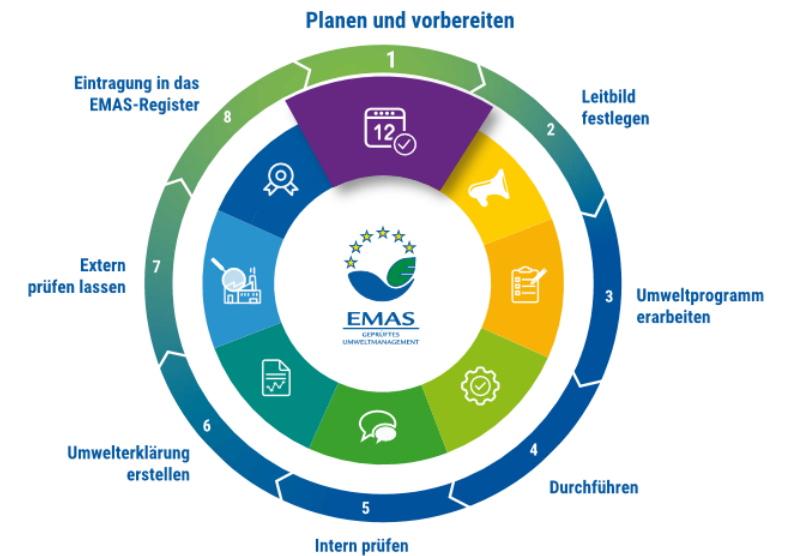 Planen und vorbereiten
1
Leitbild
festlegen
2
Umweltprogramm
erarbeiten
3
Durchführen
4
Intern prüfen
5
Umwelterklärung
erstellen
6
Extern
prüfen lassen
7
Eintragung in das
EMAS-Register
8
12
EMAS
GEPRÜFTES
UMWELTMANAGEMENT